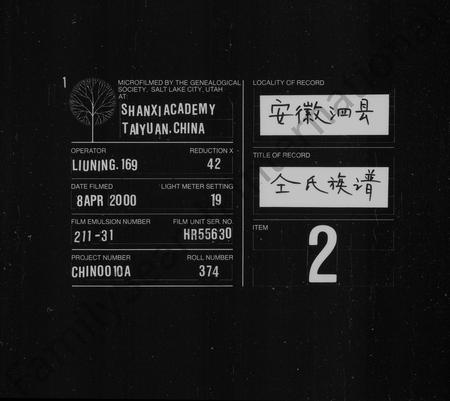 1
MICROFILMED BY THE GENEALOGICAL
SOCIETY, SALT LAKE CITY, UTAH
AT:
SHANXI ACADEMY
TAIYUAN, CHINA
OPERATOR
REDUCTION X
LIUNING. 169
42
DATE FILMED
LIGHT METER SETTING
8APR 2000
19
FILM EMULSION NUMBER
FILM UNIT SER. NO.
211-31
HR55630
PROJECT NUMBER
ROLL NUMBER
CHIN0010A
374
LOCALITY OF RECORD
安徽泗县
TITLE OF RECORD
仝氏族谱
ITEM
2